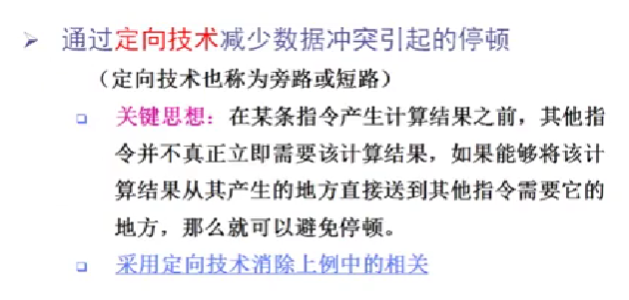 ➢ 通过定向技术减少数据冲突引起的停顿
（定向技术也称为旁路或短路）
□ 关键思想：在某条指令产生计算结果之前，其他指
令并不真正立即需要该计算结果，如果能够将该计
算结果从其产生的地方直接送到其他指令需要它的
地方，那么就可以避免停顿。
□ 采用定向技术消除上例中的相关